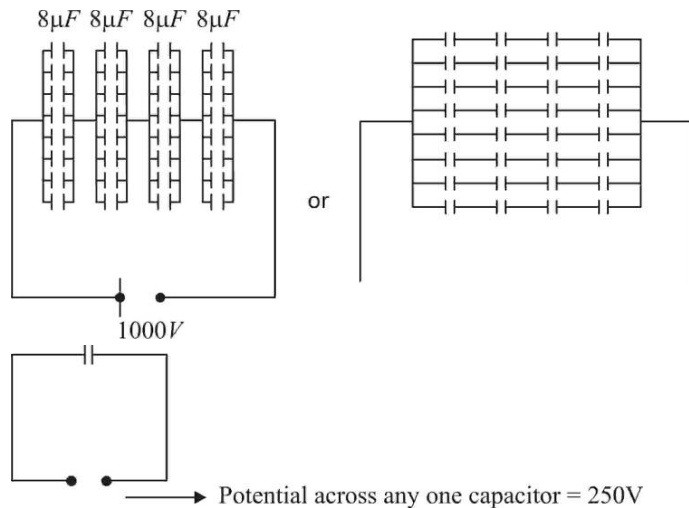 8μF 8μF 8μF 8μF
or
1000V
Potential across any one capacitor = 250V